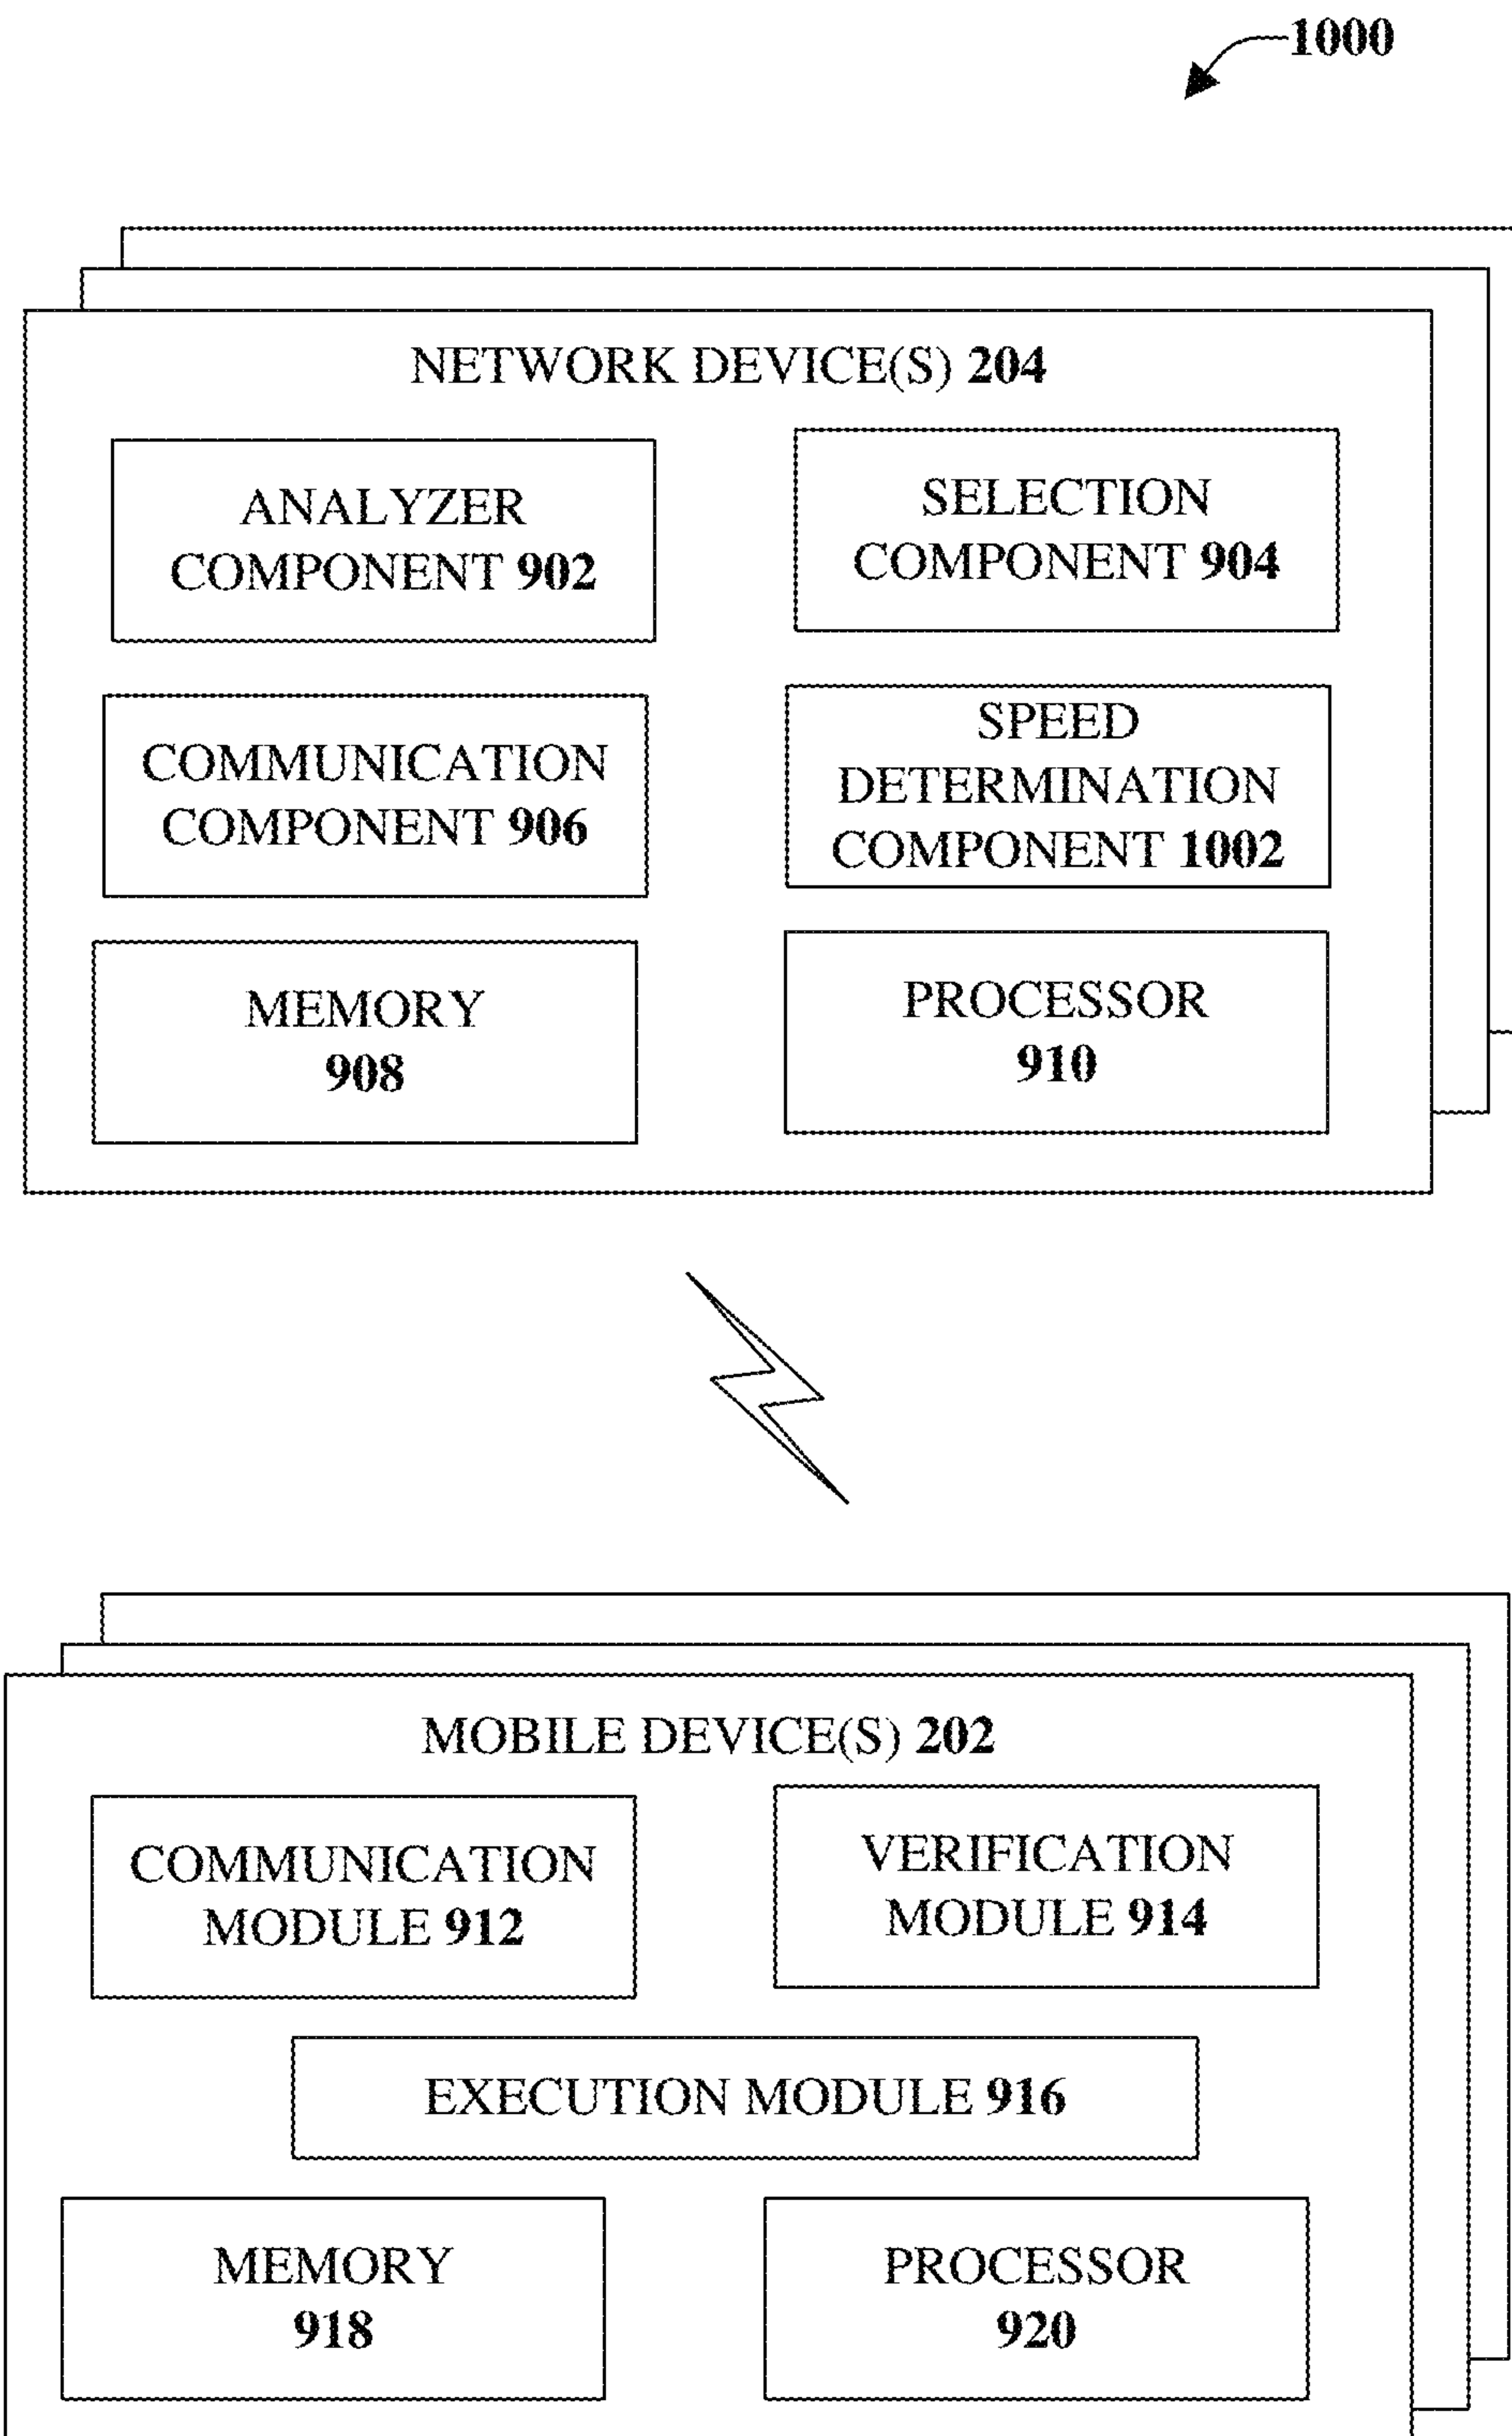 1000
NETWORK DEVICE(S) 204
ANALYZER
COMPONENT 902
SELECTION
COMPONENT 904
COMMUNICATION
COMPONENT 906
SPEED
DETERMINATION
COMPONENT 1002
MEMORY
908
PROCESSOR
910
MOBILE DEVICE(S) 202
COMMUNICATION
MODULE 912
VERIFICATION
MODULE 914
EXECUTION MODULE 916
MEMORY
918
PROCESSOR
920